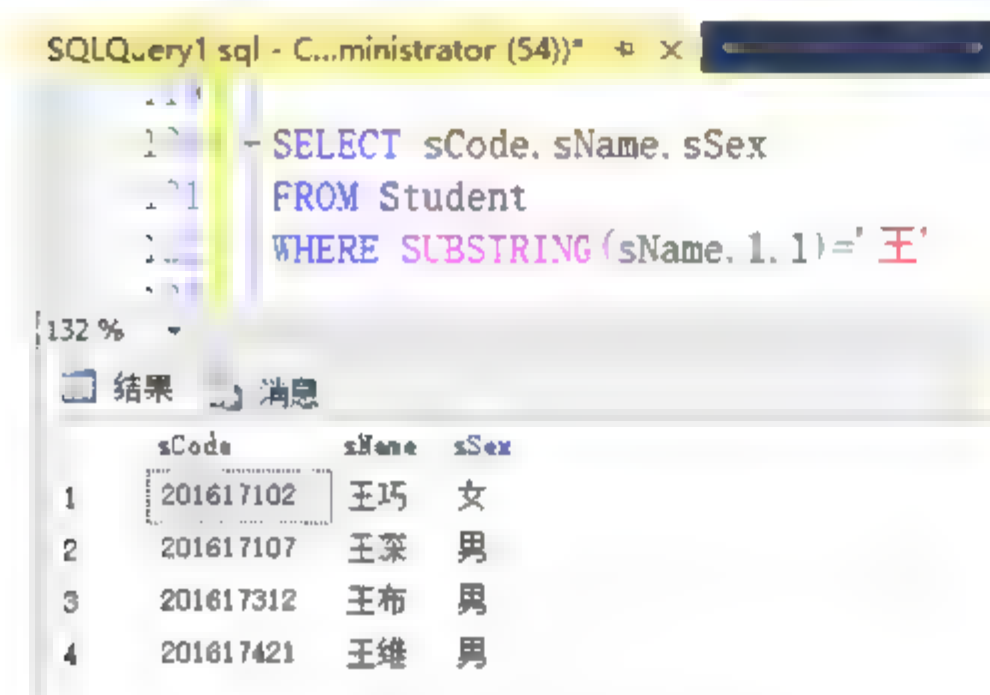 SQLQuery1.sql - C...ministrator (54))*
SELECT sCode,sName,sSex
FROM Student
WHERE SUBSTRING(sName,1,1)='王'
132 %
结果 消息
sCode sName sSex
1 201617102 王巧 女
2 201617107 男
3 201617312 王布 男
4 201617421 王维 男